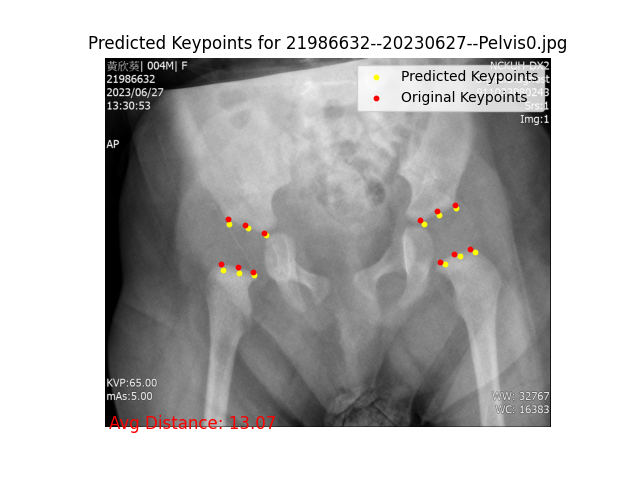 Predicted Keypoints for 21986632--20230627--Pelvis0.jpg
黃欣葵| 004M| F
21986632
2023/06/27
13:30:53
AP
NCKUH-DX2
Predicted Keypoints
Original Keypoints
Srs:1
Img:1
KVP:65.00
mAs:5.00
WW: 32767
WC: 16383
Avg Distance: 13.07